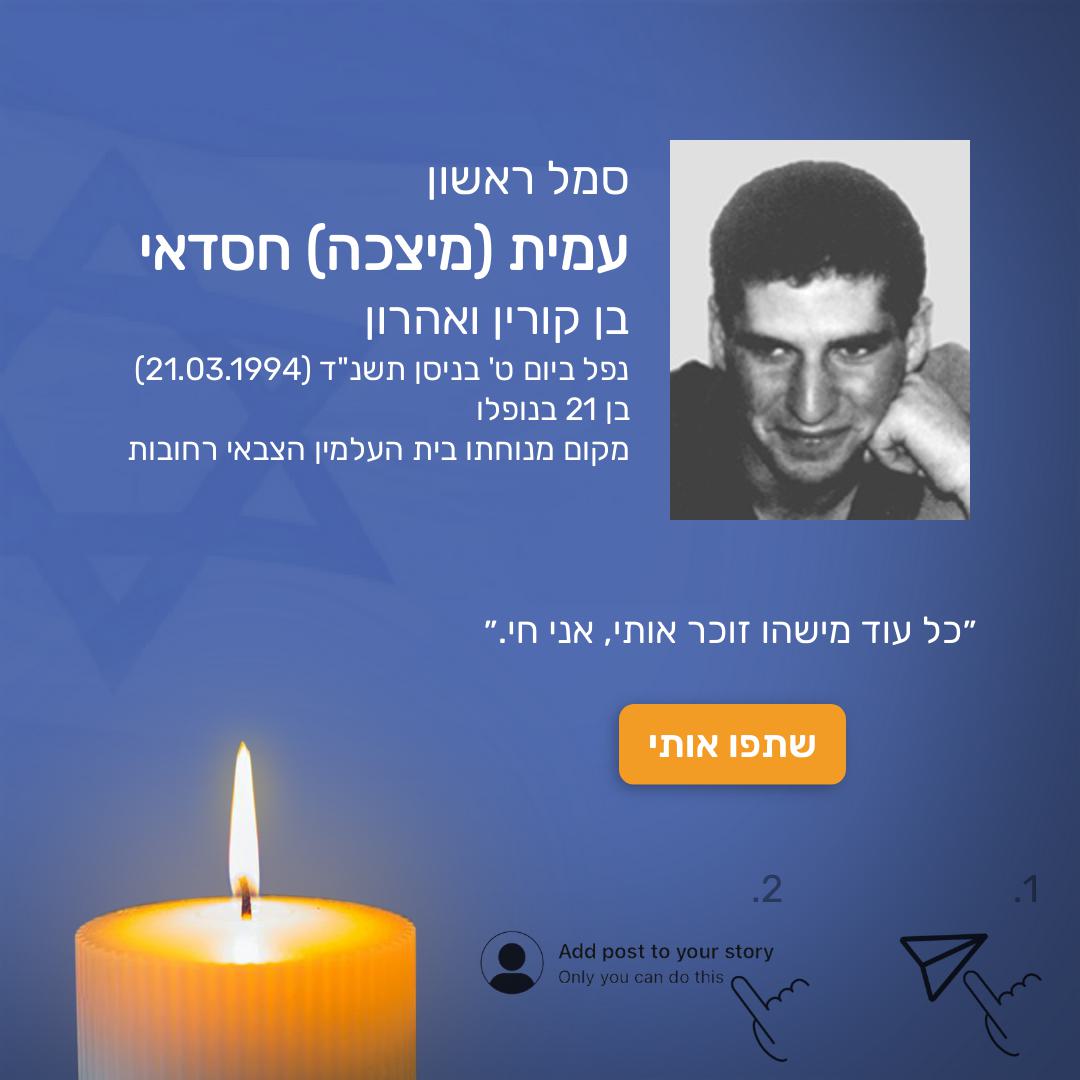 סמל ראשון
עמית (מיצכה) חסדאי
בן קורין ואהרון
נפל ביום ט' בניסן תשנ"ד (21.03.1994)
בן 21 בנופלו
מקום מנוחתו בית העלמין הצבאי רחובות
"כל עוד מישהו זוכר אותי, אני חי."
שתפו אותי
1.
2.
Add post to your story
Only you can do this